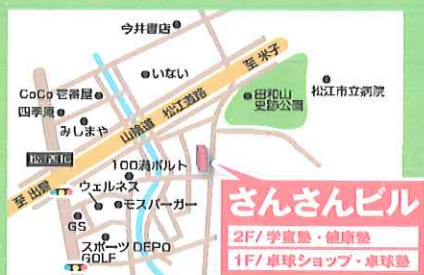 今井書店
いない
至 米子
CoCo壱番屋
四季庵
みしまや
山陰道 松江道路
田和山
史跡公園
松江市立病院
至 出雲
100満ボルト
ウェルネス
モスバーガー
GS
スポーツDEPO
GOLF
さんさんビル
2F/学直塾・健康塾
1F/卓球ショップ・卓球塾